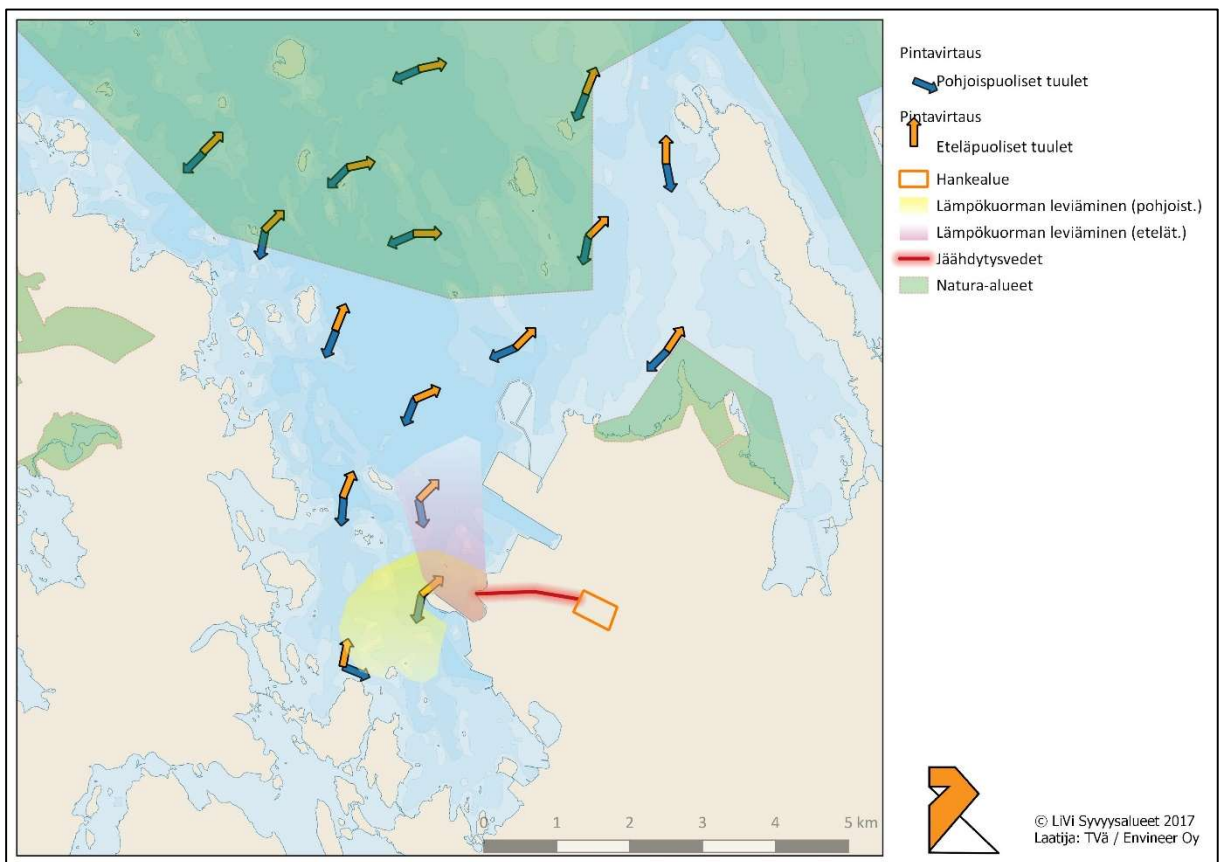 Pintavirtaus
Pohjoispuoliset tuulet
Pintavirtaus
Eteläpuoliset tuulet
Hankealue
Lämpökuorman leviäminen (pohjoist.)
Lämpökuorman leviäminen (etelät.)
Jäähdytysvedet
Natura-alueet
0 1 2 3 4 5 km
© LiVi Syvyysalueet 2017
Laatija: TVä / Envineer Oy